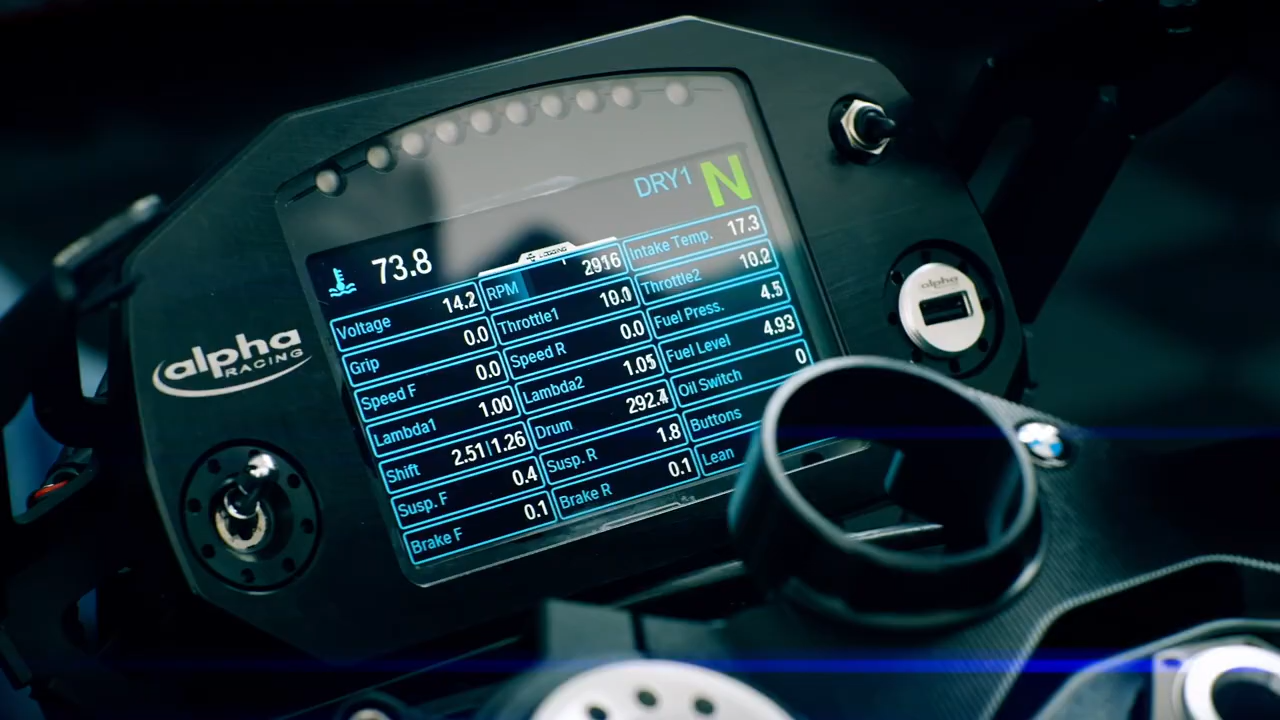 DRY1 N
73.8
Voltage 14.2
Grip 0.0
Speed F 0.0
Lambda1 1.00
Shift 2.51|1.26
Susp. F 0.4
Brake F 0.1
RPM 2916
Throttle1 10.0
Speed R 0.0
Lambda2 1.05
Drum 292.4
Susp. R 1.8
Brake R 0.1
Intake Temp. 17.3
Throttle2 10.2
Fuel Press. 4.5
Fuel Level 4.93
Oil Switch 0
Buttons
Lean
alpha
RACING
alpha